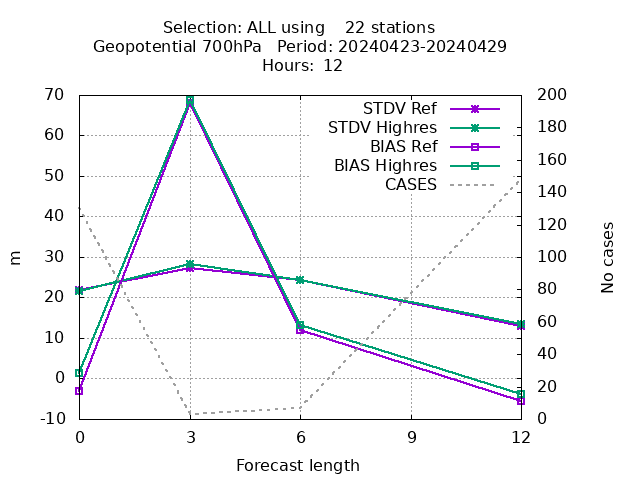 Selection: ALL using    22 stations
Geopotential 700hPa   Period: 20240423-20240429
Hours: 12
STDV Ref
STDV Highres
BIAS Ref
BIAS Highres
CASES
70
60
50
40
30
20
10
0
-10
m
200
180
160
140
120
100
80
60
40
20
0
No cases
0 3 6 9 12
Forecast length